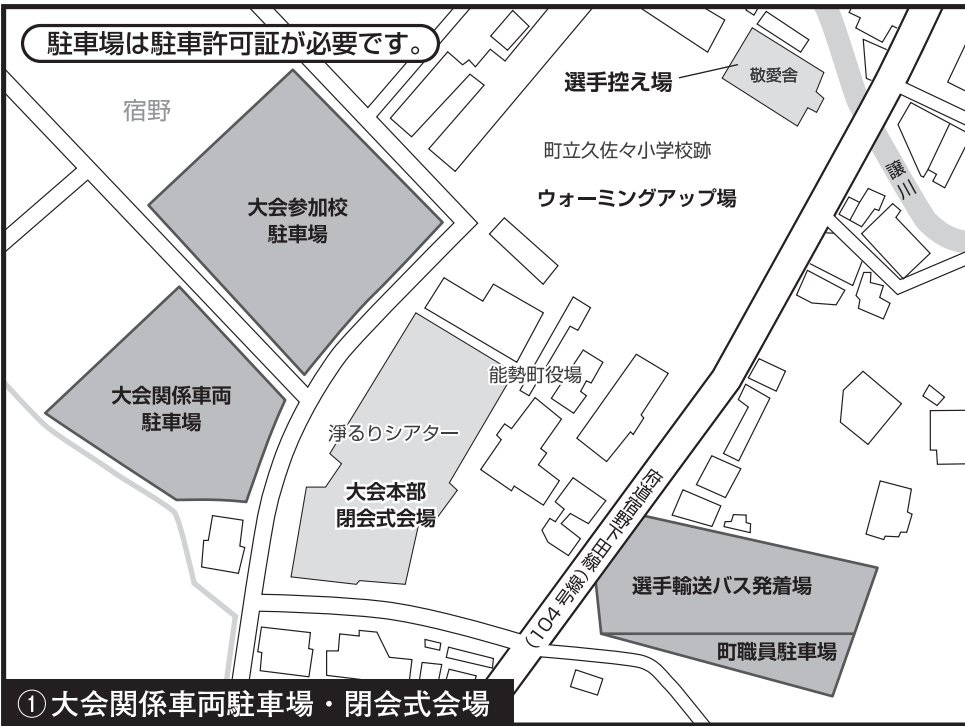 駐車場は駐車許可証が必要です。
宿野
選手控え場
敬愛舎
町立久佐々小学校跡
ウォーミングアップ場
譲川
大会参加校
駐車場
大会関係車両
駐車場
能勢町役場
浄るりシアター
大会本部
閉会式会場
府道宿野下田線(104号線)
選手輸送バス発着場
町職員駐車場
①大会関係車両駐車場・閉会式会場